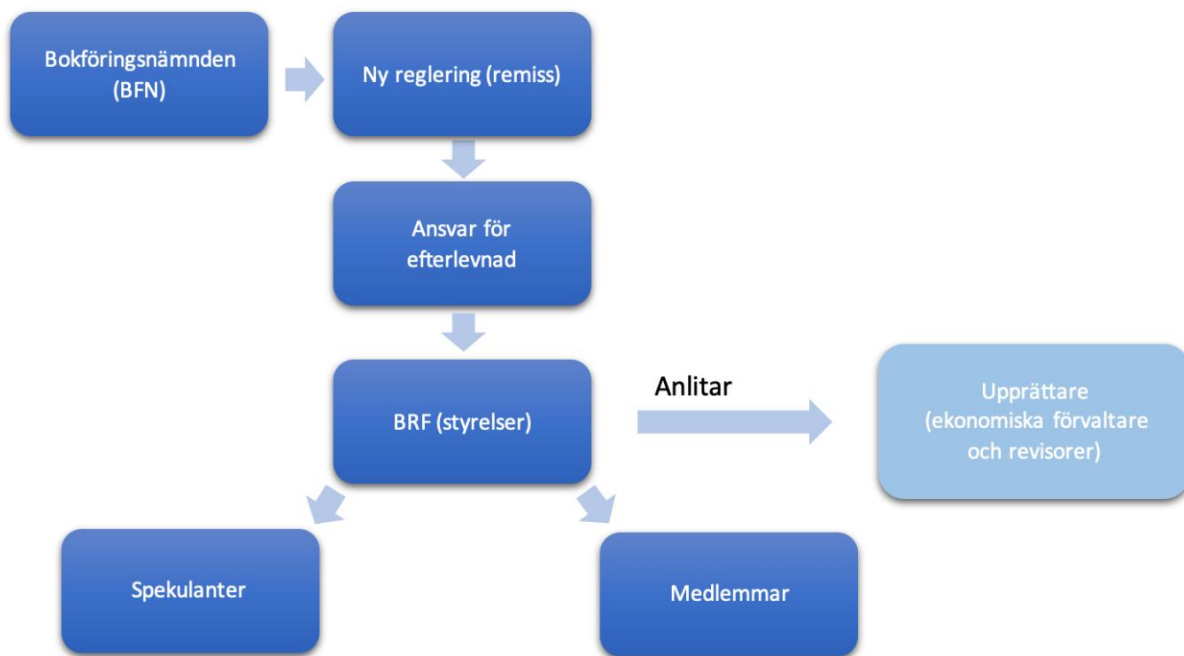 Bokföringsnämnden
(BFN)
Ny reglering (remiss)
Ansvar för
efterlevnad
BRF (styrelser)
Anlitar
Upprättare
(ekonomiska förvaltare
och revisorer)
Spekulanter
Medlemmar